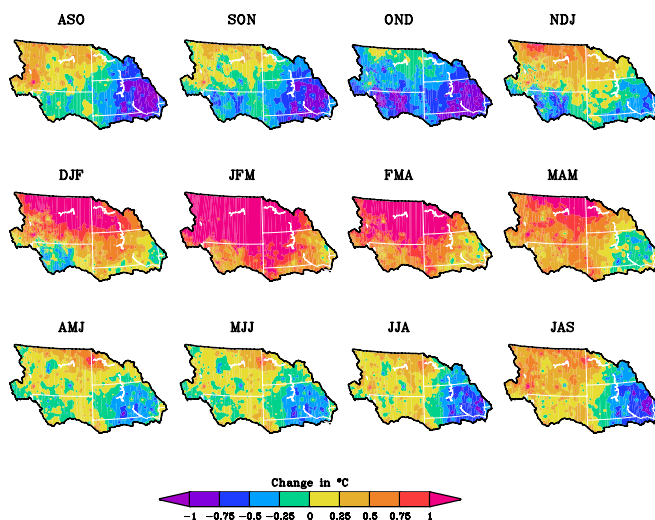 ASO SON OND NDJ
DJF JFM FMA MAM
AMJ MJJ JJA JAS
Change in °C
-1 -0.75 -0.5 -0.25 0 0.25 0.5 0.75 1